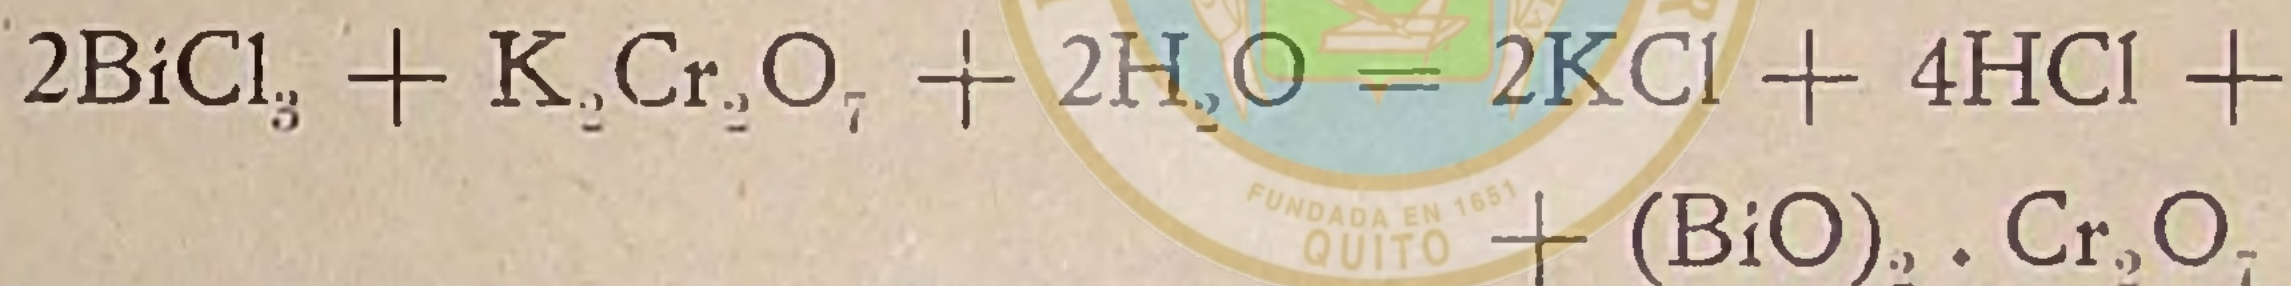 2BiCl₃ + K₂Cr₂O₇ + 2H₂O = 2KCl + 4HCl +
+ (BiO)₂ . Cr₂O₇
FUNDADA EN 1651
QUITO